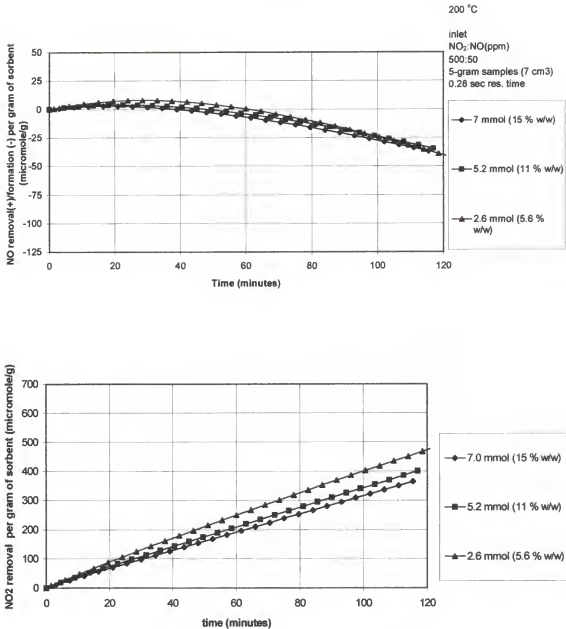 200 °C
inlet
NO2:NO(ppm)
500:50
5-gram samples (7 cm3)
0.28 sec res. time
NO removal(+)/formation (-) per gram of sorbent
(micromole/g)
50
25
0
-25
-50
-75
-100
-125
0 20 40 60 80 100 120
Time (minutes)
7 mmol (15 % w/w)
5.2 mmol (11 % w/w)
2.6 mmol (5.6 %
w/w)
NO2 removal per gram of sorbent (micromole/g)
700
600
500
400
300
200
100
0
0 20 40 60 80 100 120
time (minutes)
7.0 mmol (15 % w/w)
5.2 mmol (11 % w/w)
2.6 mmol (5.6 % w/w)